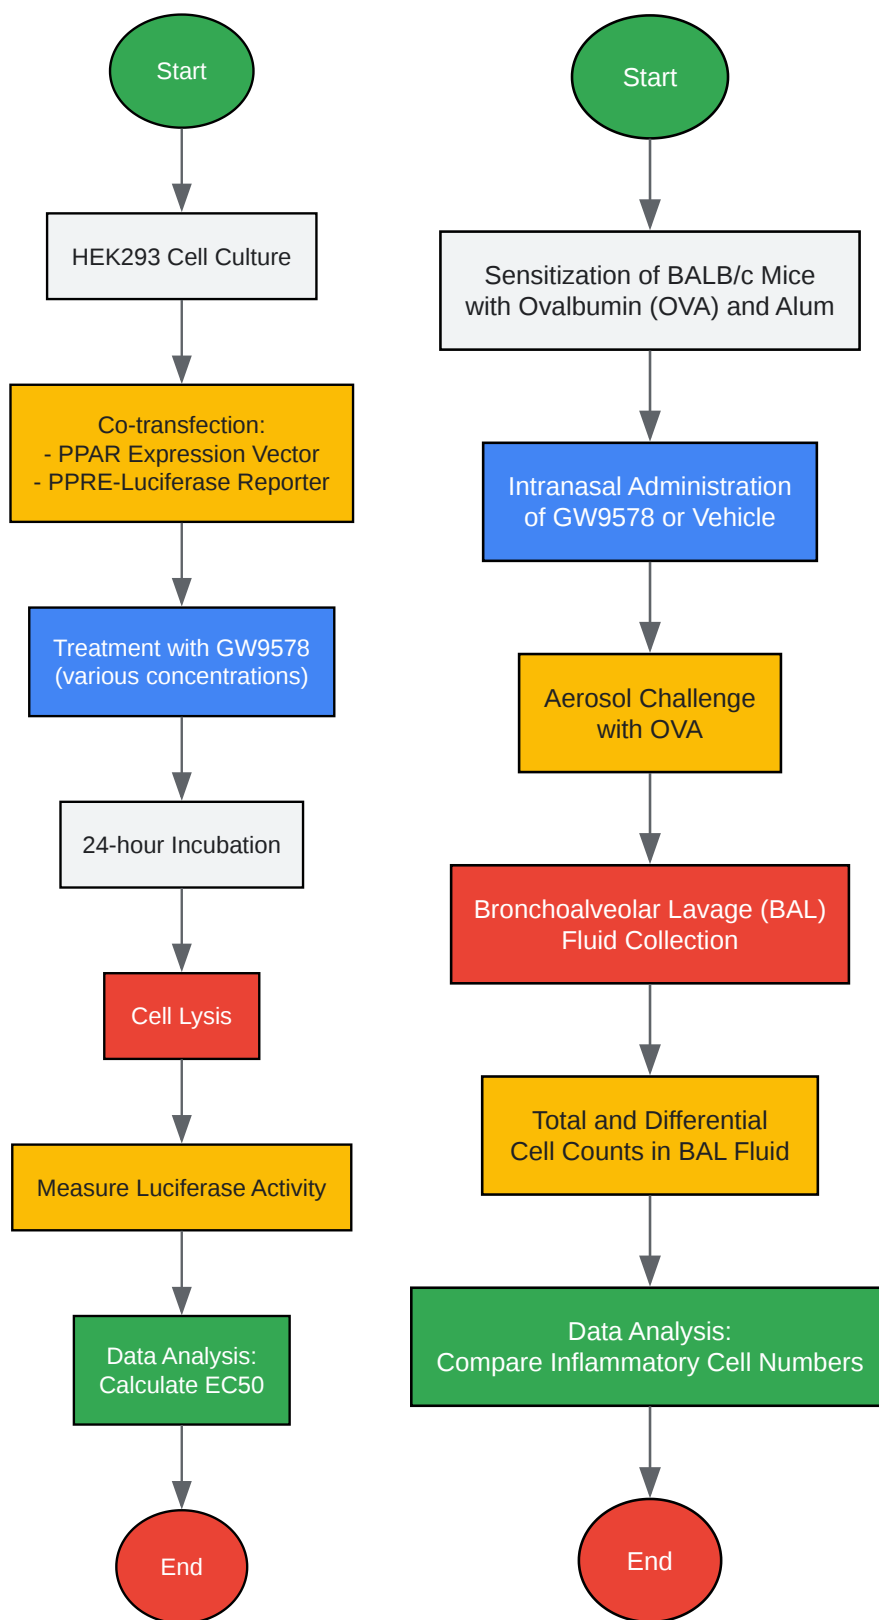 Start
HEK293 Cell Culture
Co-transfection:
- PPAR Expression Vector
- PPRE-Luciferase Reporter
Treatment with GW9578
(various concentrations)
24-hour Incubation
Cell Lysis
Measure Luciferase Activity
Data Analysis:
Calculate EC50
End
Start
Sensitization of BALB/c Mice
with Ovalbumin (OVA) and Alum
Intranasal Administration
of GW9578 or Vehicle
Aerosol Challenge
with OVA
Bronchoalveolar Lavage (BAL)
Fluid Collection
Total and Differential
Cell Counts in BAL Fluid
Data Analysis:
Compare Inflammatory Cell Numbers
End